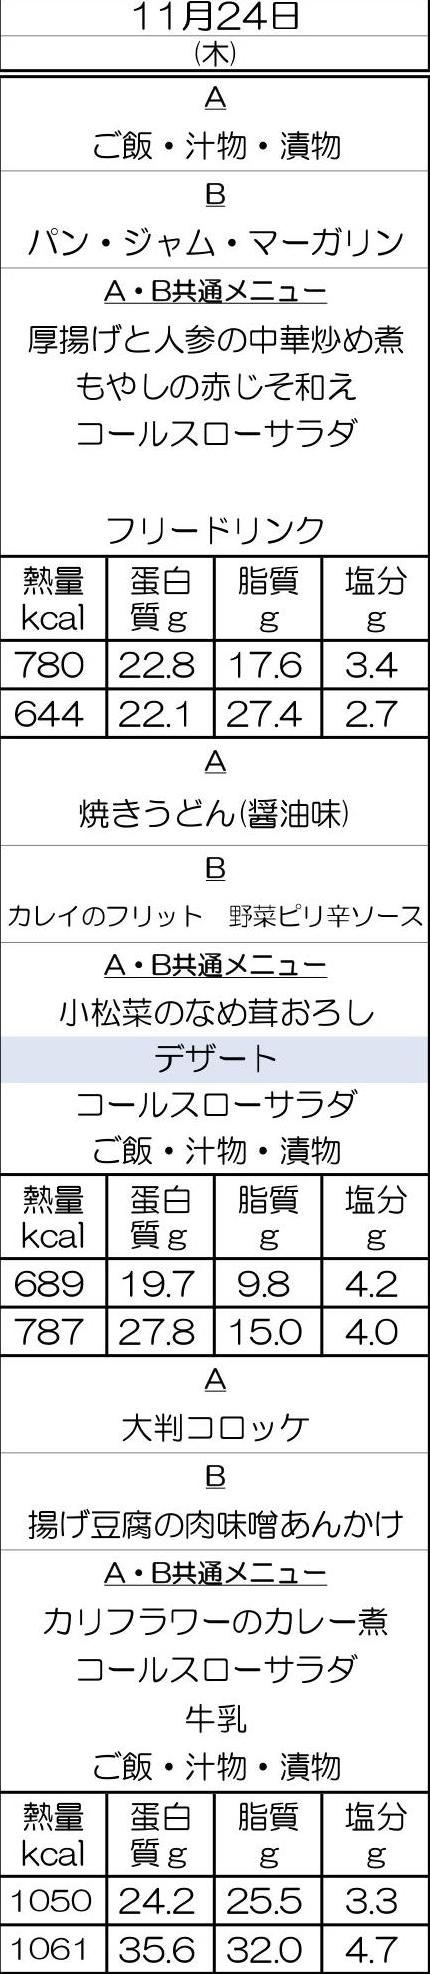 11月24日
(木)
A
ご飯・汁物・漬物
B
パン・ジャム・マーガリン
A・B共通メニュー
厚揚げと人参の中華炒め煮
もやしの赤じそ和え
コールスローサラダ
フリードリンク
熱量 蛋白 脂質 塩分
kcal 質g g g
780 22.8 17.6 3.4
644 22.1 27.4 2.7
A
焼きうどん(醤油味)
B
カレイのフリット　野菜ピリ辛ソース
A・B共通メニュー
小松菜のなめ茸おろし
デザート
コールスローサラダ
ご飯・汁物・漬物
熱量 蛋白 脂質 塩分
kcal 質g g g
689 19.7 9.8 4.2
787 27.8 15.0 4.0
A
大判コロッケ
B
揚げ豆腐の肉味噌あんかけ
A・B共通メニュー
カリフラワーのカレー煮
コールスローサラダ
牛乳
ご飯・汁物・漬物
熱量 蛋白 脂質 塩分
kcal 質g g g
1050 24.2 25.5 3.3
1061 35.6 32.0 4.7